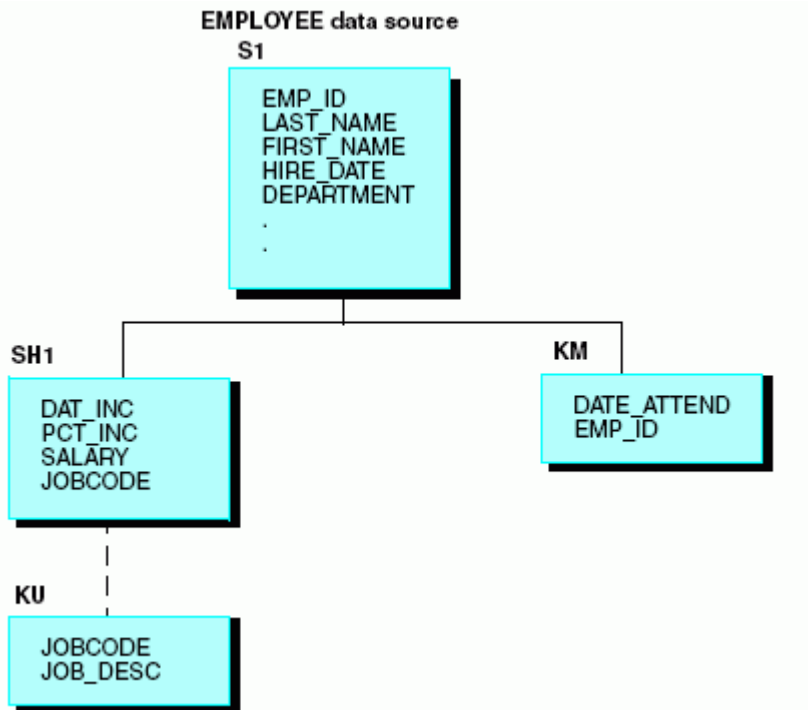 EMPLOYEE data source
S1
EMP_ID
LAST_NAME
FIRST_NAME
HIRE_DATE
DEPARTMENT
.
.
SH1
DAT_INC
PCT_INC
SALARY
JOBCODE
KM
DATE_ATTEND
EMP_ID
KU
JOBCODE
JOB_DESC